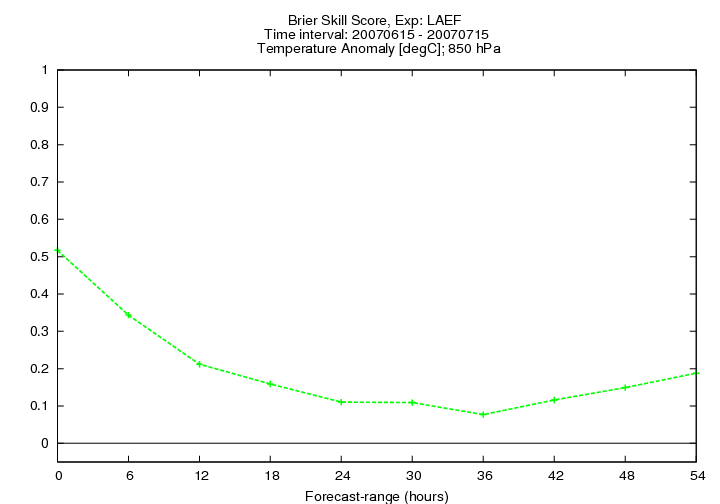 Brier Skill Score, Exp: LAEF
Time interval: 20070615 - 20070715
Temperature Anomaly [degC]; 850 hPa
1
0.9
0.8
0.7
0.6
0.5
0.4
0.3
0.2
0.1
0
0 6 12 18 24 30 36 42 48 54
Forecast-range (hours)